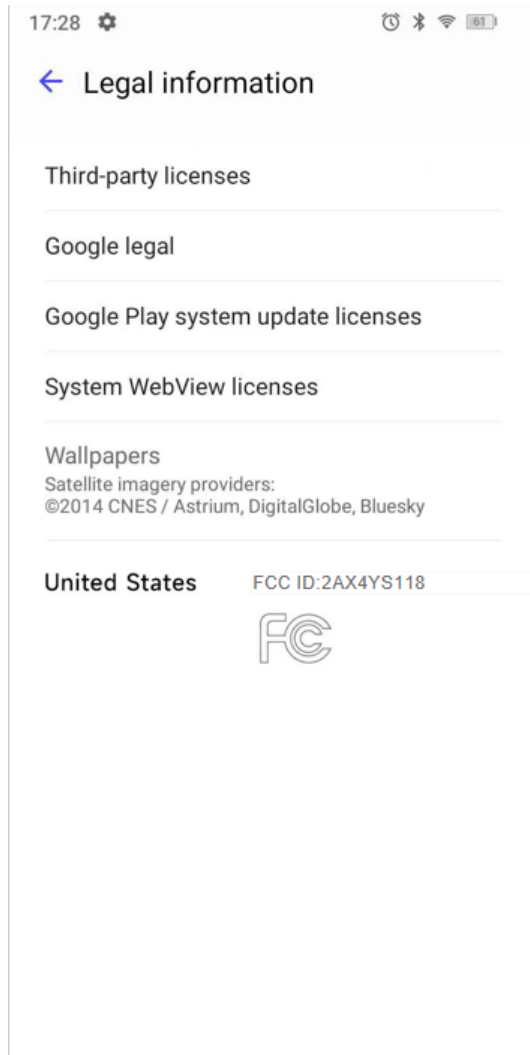 17:28 61
Legal information
Third-party licenses
Google legal
Google Play system update licenses
System WebView licenses
Wallpapers
Satellite imagery providers:
©2014 CNES / Astrium, DigitalGlobe, Bluesky
United States FCC ID:2AX4YS118
FC